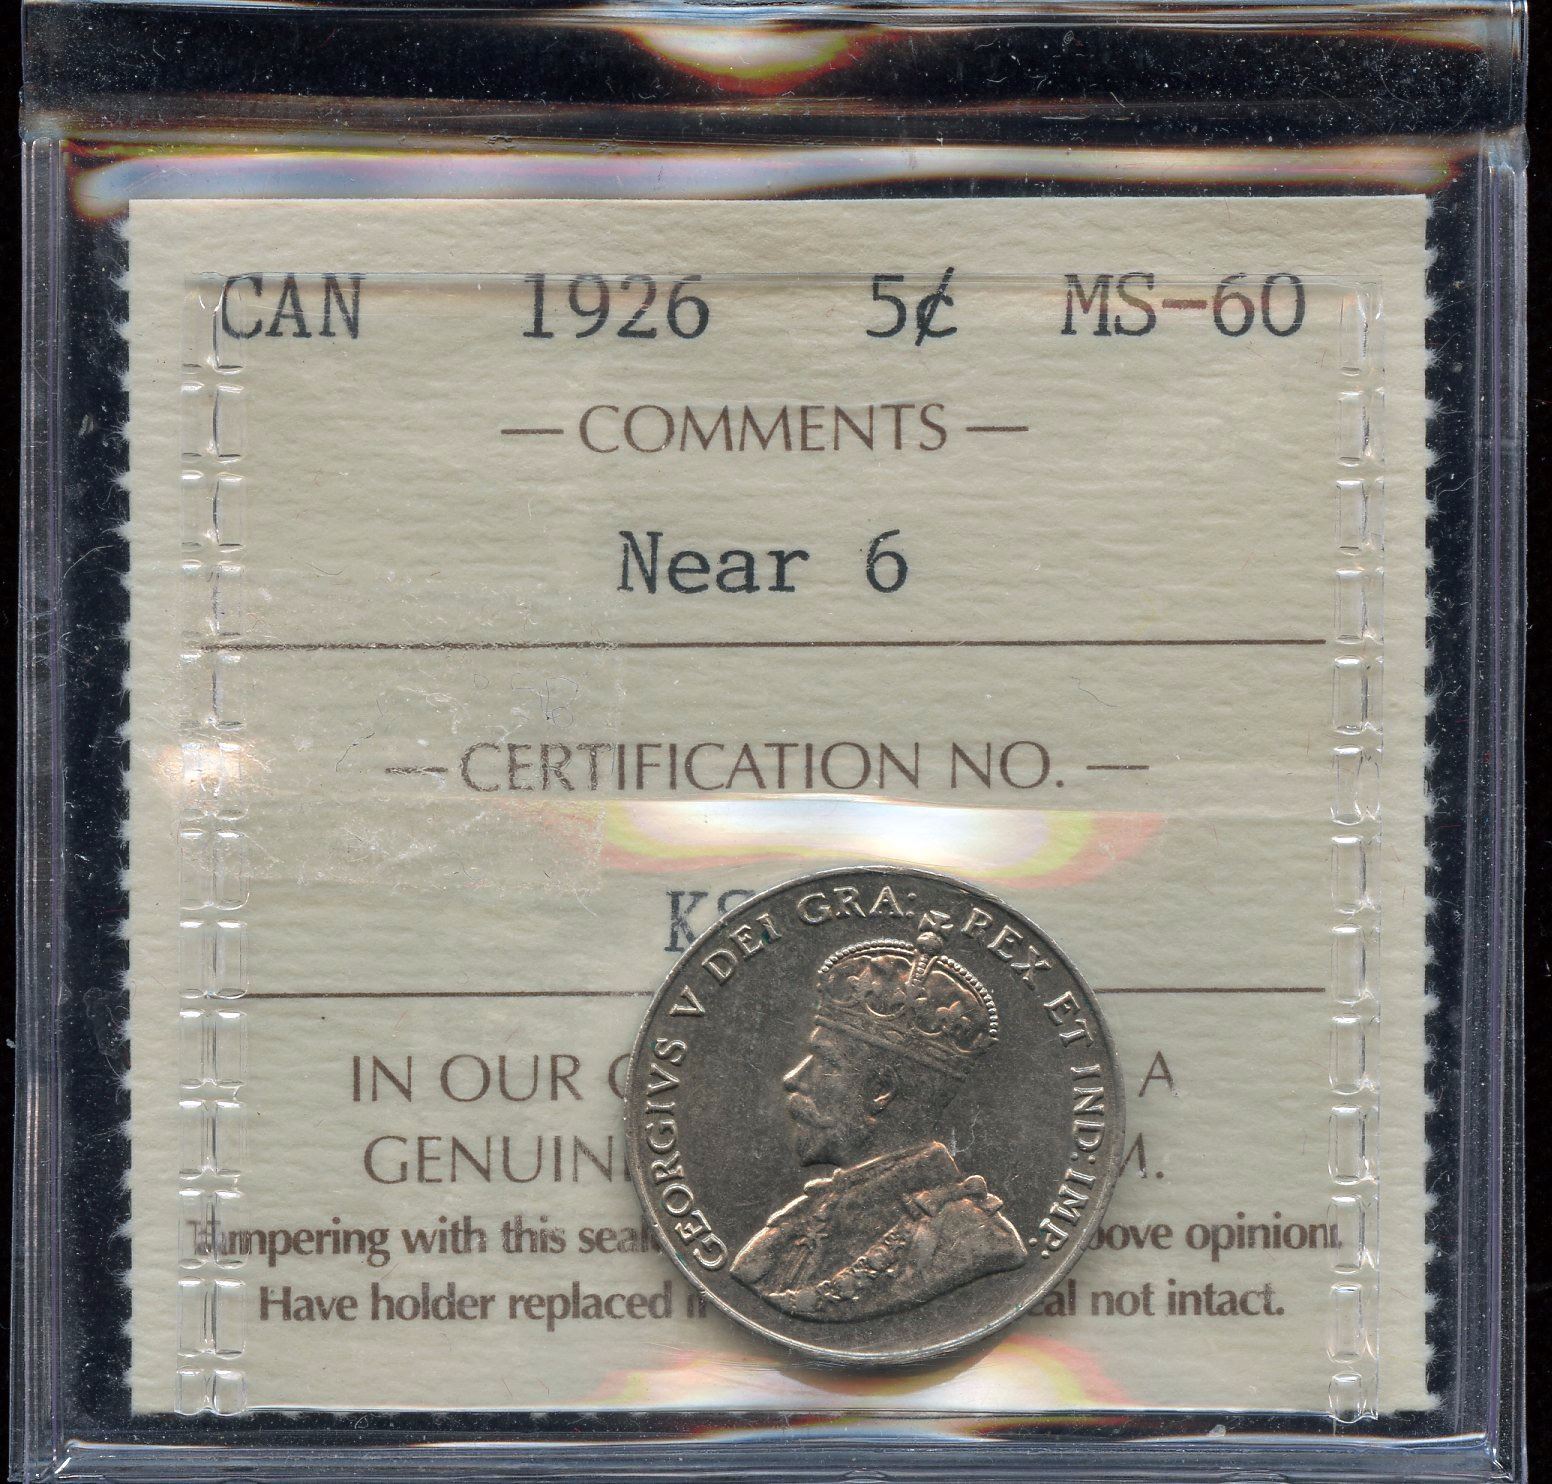 CAN 1926 5¢ MS-60
— COMMENTS —
Near 6
— CERTIFICATION NO. —
GEORGIVS V DEI GRA: REX ET IND: IMP:
IN OUR A
GENUIN M.
Tampering with this seal bove opinion.
Have holder replaced eal not intact.